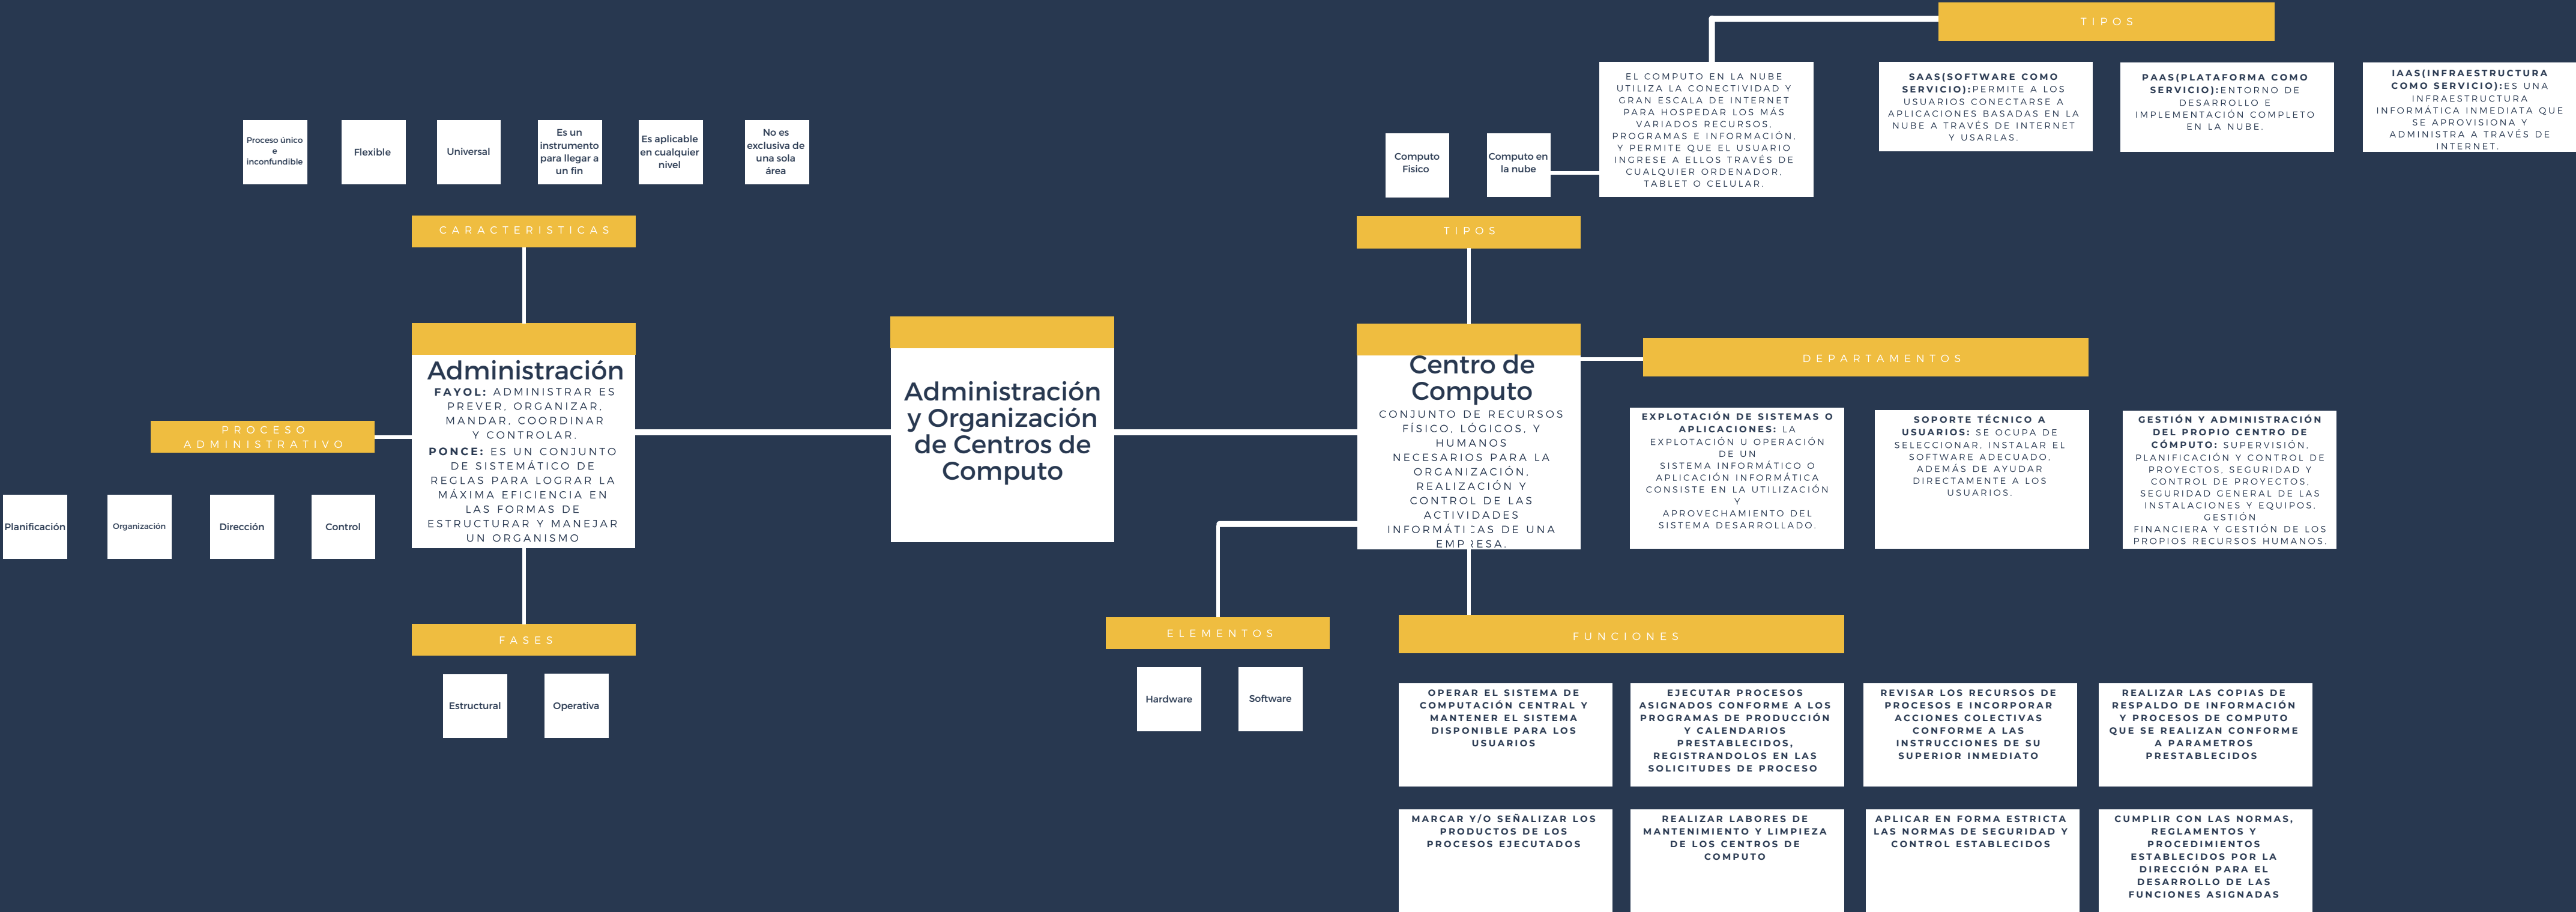 TIPOS
EL COMPUTO EN LA NUBE
UTILIZA LA CONECTIVIDAD Y
GRAN ESCALA DE INTERNET
PARA HOSPEDAR LOS MÁS
VARIADOS RECURSOS,
PROGRAMAS E INFORMACIÓN,
Y PERMITE QUE EL USUARIO
INGRESE A ELLOS TRAVÉS DE
CUALQUIER ORDENADOR,
TABLET O CELULAR.
SAAS(SOFTWARE COMO
SERVICIO):PERMITE A LOS
USUARIOS CONECTARSE A
APLICACIONES BASADAS EN LA
NUBE A TRAVÉS DE INTERNET
Y USARLAS.
PAAS(PLATAFORMA COMO
SERVICIO):ENTORNO DE
DESARROLLO E
IMPLEMENTACIÓN COMPLETO
EN LA NUBE.
IAAS(INFRAESTRUCTURA
COMO SERVICIO):ES UNA
INFRAESTRUCTURA
INFORMÁTICA INMEDIATA QUE
SE APROVISIONA Y
ADMINISTRA A TRAVÉS DE
INTERNET.
Proceso único
e
inconfundible
Flexible
Universal
Es un
instrumento
para llegar a
un fin
Es aplicable
en cualquier
nivel
No es
exclusiva de
una sola
área
Computo
Fisico
Computo en
la nube
CARACTERISTICAS
TIPOS
Administración
FAYOL: ADMINISTRAR ES
PREVER, ORGANIZAR,
MANDAR, COORDINAR
Y CONTROLAR.
PONCE: ES UN CONJUNTO
DE SISTEMÁTICO DE
REGLAS PARA LOGRAR LA
MÁXIMA EFICIENCIA EN
LAS FORMAS DE
ESTRUCTURAR Y MANEJAR
UN ORGANISMO
Administración
y Organización
de Centros de
Computo
Centro de
Computo
CONJUNTO DE RECURSOS
FÍSICO, LÓGICOS, Y
HUMANOS
NECESARIOS PARA LA
ORGANIZACIÓN,
REALIZACIÓN Y
CONTROL DE LAS
ACTIVIDADES
INFORMÁTICAS DE UNA
EMPRESA.
DEPARTAMENTOS
EXPLOTACIÓN DE SISTEMAS O
APLICACIONES: LA
EXPLOTACIÓN U OPERACIÓN
DE UN
SISTEMA INFORMÁTICO O
APLICACIÓN INFORMÁTICA
CONSISTE EN LA UTILIZACIÓN
Y
APROVECHAMIENTO DEL
SISTEMA DESARROLLADO.
SOPORTE TÉCNICO A
USUARIOS: SE OCUPA DE
SELECCIONAR, INSTALAR EL
SOFTWARE ADECUADO,
ADEMÁS DE AYUDAR
DIRECTAMENTE A LOS
USUARIOS.
GESTIÓN Y ADMINISTRACIÓN
DEL PROPIO CENTRO DE
CÓMPUTO: SUPERVISIÓN,
PLANIFICACIÓN Y CONTROL DE
PROYECTOS, SEGURIDAD Y
CONTROL DE PROYECTOS,
SEGURIDAD GENERAL DE LAS
INSTALACIONES Y EQUIPOS,
GESTIÓN
FINANCIERA Y GESTIÓN DE LOS
PROPIOS RECURSOS HUMANOS.
PROCESO
ADMINISTRATIVO
Planificación
Organización
Dirección
Control
FASES
Estructural
Operativa
ELEMENTOS
Hardware
Software
FUNCIONES
OPERAR EL SISTEMA DE
COMPUTACIÓN CENTRAL Y
MANTENER EL SISTEMA
DISPONIBLE PARA LOS
USUARIOS
EJECUTAR PROCESOS
ASIGNADOS CONFORME A LOS
PROGRAMAS DE PRODUCCIÓN
Y CALENDARIOS
PRESTABLECIDOS,
REGISTRANDOLOS EN LAS
SOLICITUDES DE PROCESO
REVISAR LOS RECURSOS DE
PROCESOS E INCORPORAR
ACCIONES COLECTIVAS
CONFORME A LAS
INSTRUCCIONES DE SU
SUPERIOR INMEDIATO
REALIZAR LAS COPIAS DE
RESPALDO DE INFORMACIÓN
Y PROCESOS DE COMPUTO
QUE SE REALIZAN CONFORME
A PARAMETROS
PRESTABLECIDOS
MARCAR Y/O SEÑALIZAR LOS
PRODUCTOS DE LOS
PROCESOS EJECUTADOS
REALIZAR LABORES DE
MANTENIMIENTO Y LIMPIEZA
DE LOS CENTROS DE
COMPUTO
APLICAR EN FORMA ESTRICTA
LAS NORMAS DE SEGURIDAD Y
CONTROL ESTABLECIDOS
CUMPLIR CON LAS NORMAS,
REGLAMENTOS Y
PROCEDIMIENTOS
ESTABLECIDOS POR LA
DIRECCIÓN PARA EL
DESARROLLO DE LAS
FUNCIONES ASIGNADAS